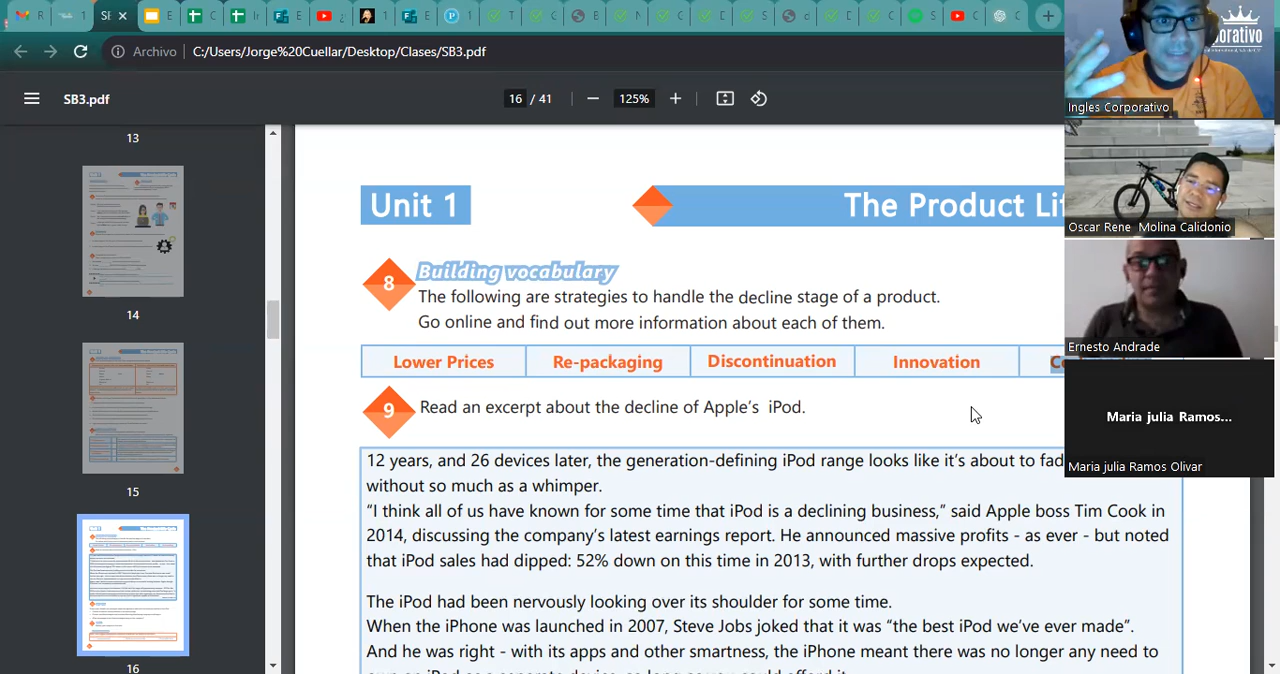 Archivo C:/Users/Jorge%20Cuellar/Desktop/Clases/SB3.pdf
SB3.pdf
16 / 41
125%
13
14
15
16
Unit 1
The Product
8
Building vocabulary
The following are strategies to handle the decline stage of a product.
Go online and find out more information about each of them.
Lower Prices
Re-packaging
Discontinuation
Innovation
9
Read an excerpt about the decline of Apple's iPod.
12 years, and 26 devices later, the generation-defining iPod range looks like it's about to
without so much as a whimper.
“I think all of us have known for some time that iPod is a declining business,” said Apple boss Tim Cook in
2014, discussing the company's latest earnings report. He announced massive profits - as ever - but noted
that iPod sales had dipped: 52% down on this time in 2013, with further drops expected.
The iPod had been nervously looking over its shoulder for some time.
When the iPhone was launched in 2007, Steve Jobs joked that it was “the best iPod we've ever made”.
And he was right - with its apps and other smartness, the iPhone meant there was no longer any need to
Ingles Corporativo
Oscar Rene Molina Calidonio
Ernesto Andrade
Maria julia Ramos...
Maria julia Ramos Olivar